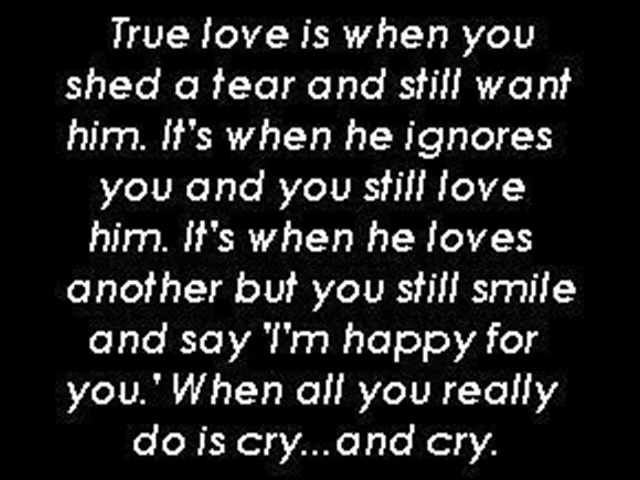 True love is when you
shed a tear and still want
him. It's when he ignores
you and you still love
him. It's when he loves
another but you still smile
and say 'I'm happy for
you.' When all you really
do is cry...and cry.